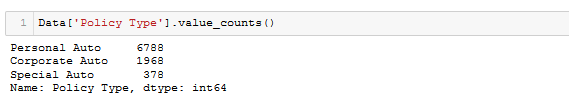 1 Data['Policy Type'].value_counts()
Personal Auto     6788
Corporate Auto    1968
Special Auto       378
Name: Policy Type, dtype: int64